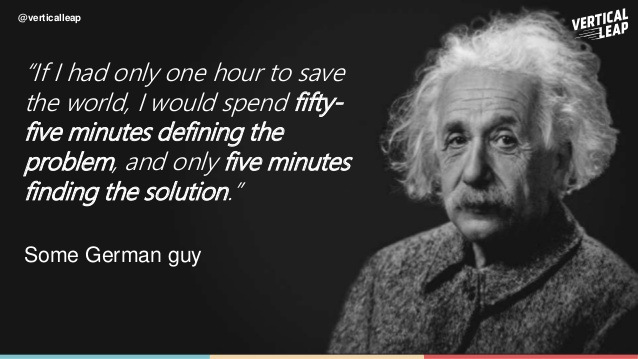 @verticalleap
VERTICAL
LEAP
“If I had only one hour to save
the world, I would spend fifty-
five minutes defining the
problem, and only five minutes
finding the solution.”
Some German guy